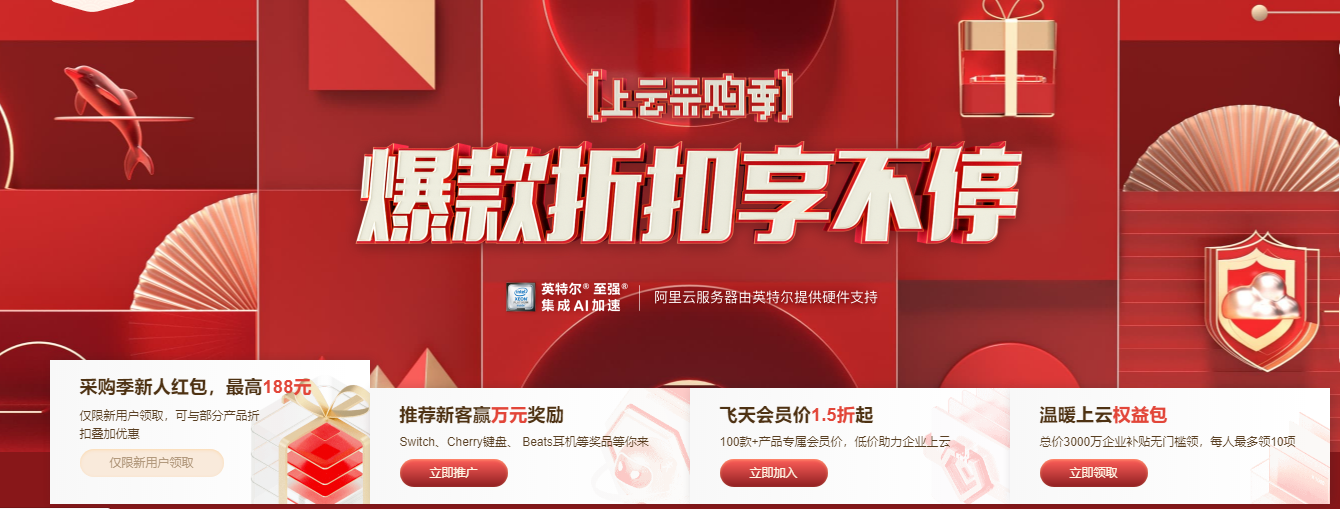 [上云采购季]
爆款折扣享不停
intel
XEON
英特尔® 至强®
集成AI加速
阿里云服务器由英特尔提供硬件支持
采购季新人红包，最高188元
仅限新用户领取，可与部分产品折
扣叠加优惠
仅限新用户领取
推荐新客赢万元奖励
Switch、Cherry键盘、 Beats耳机等奖品等你来
立即推广
飞天会员价1.5折起
100款+产品专属会员价，低价助力企业上云
立即加入
温暖上云权益包
总价3000万企业补贴无门槛领，每人最多领10项
立即领取